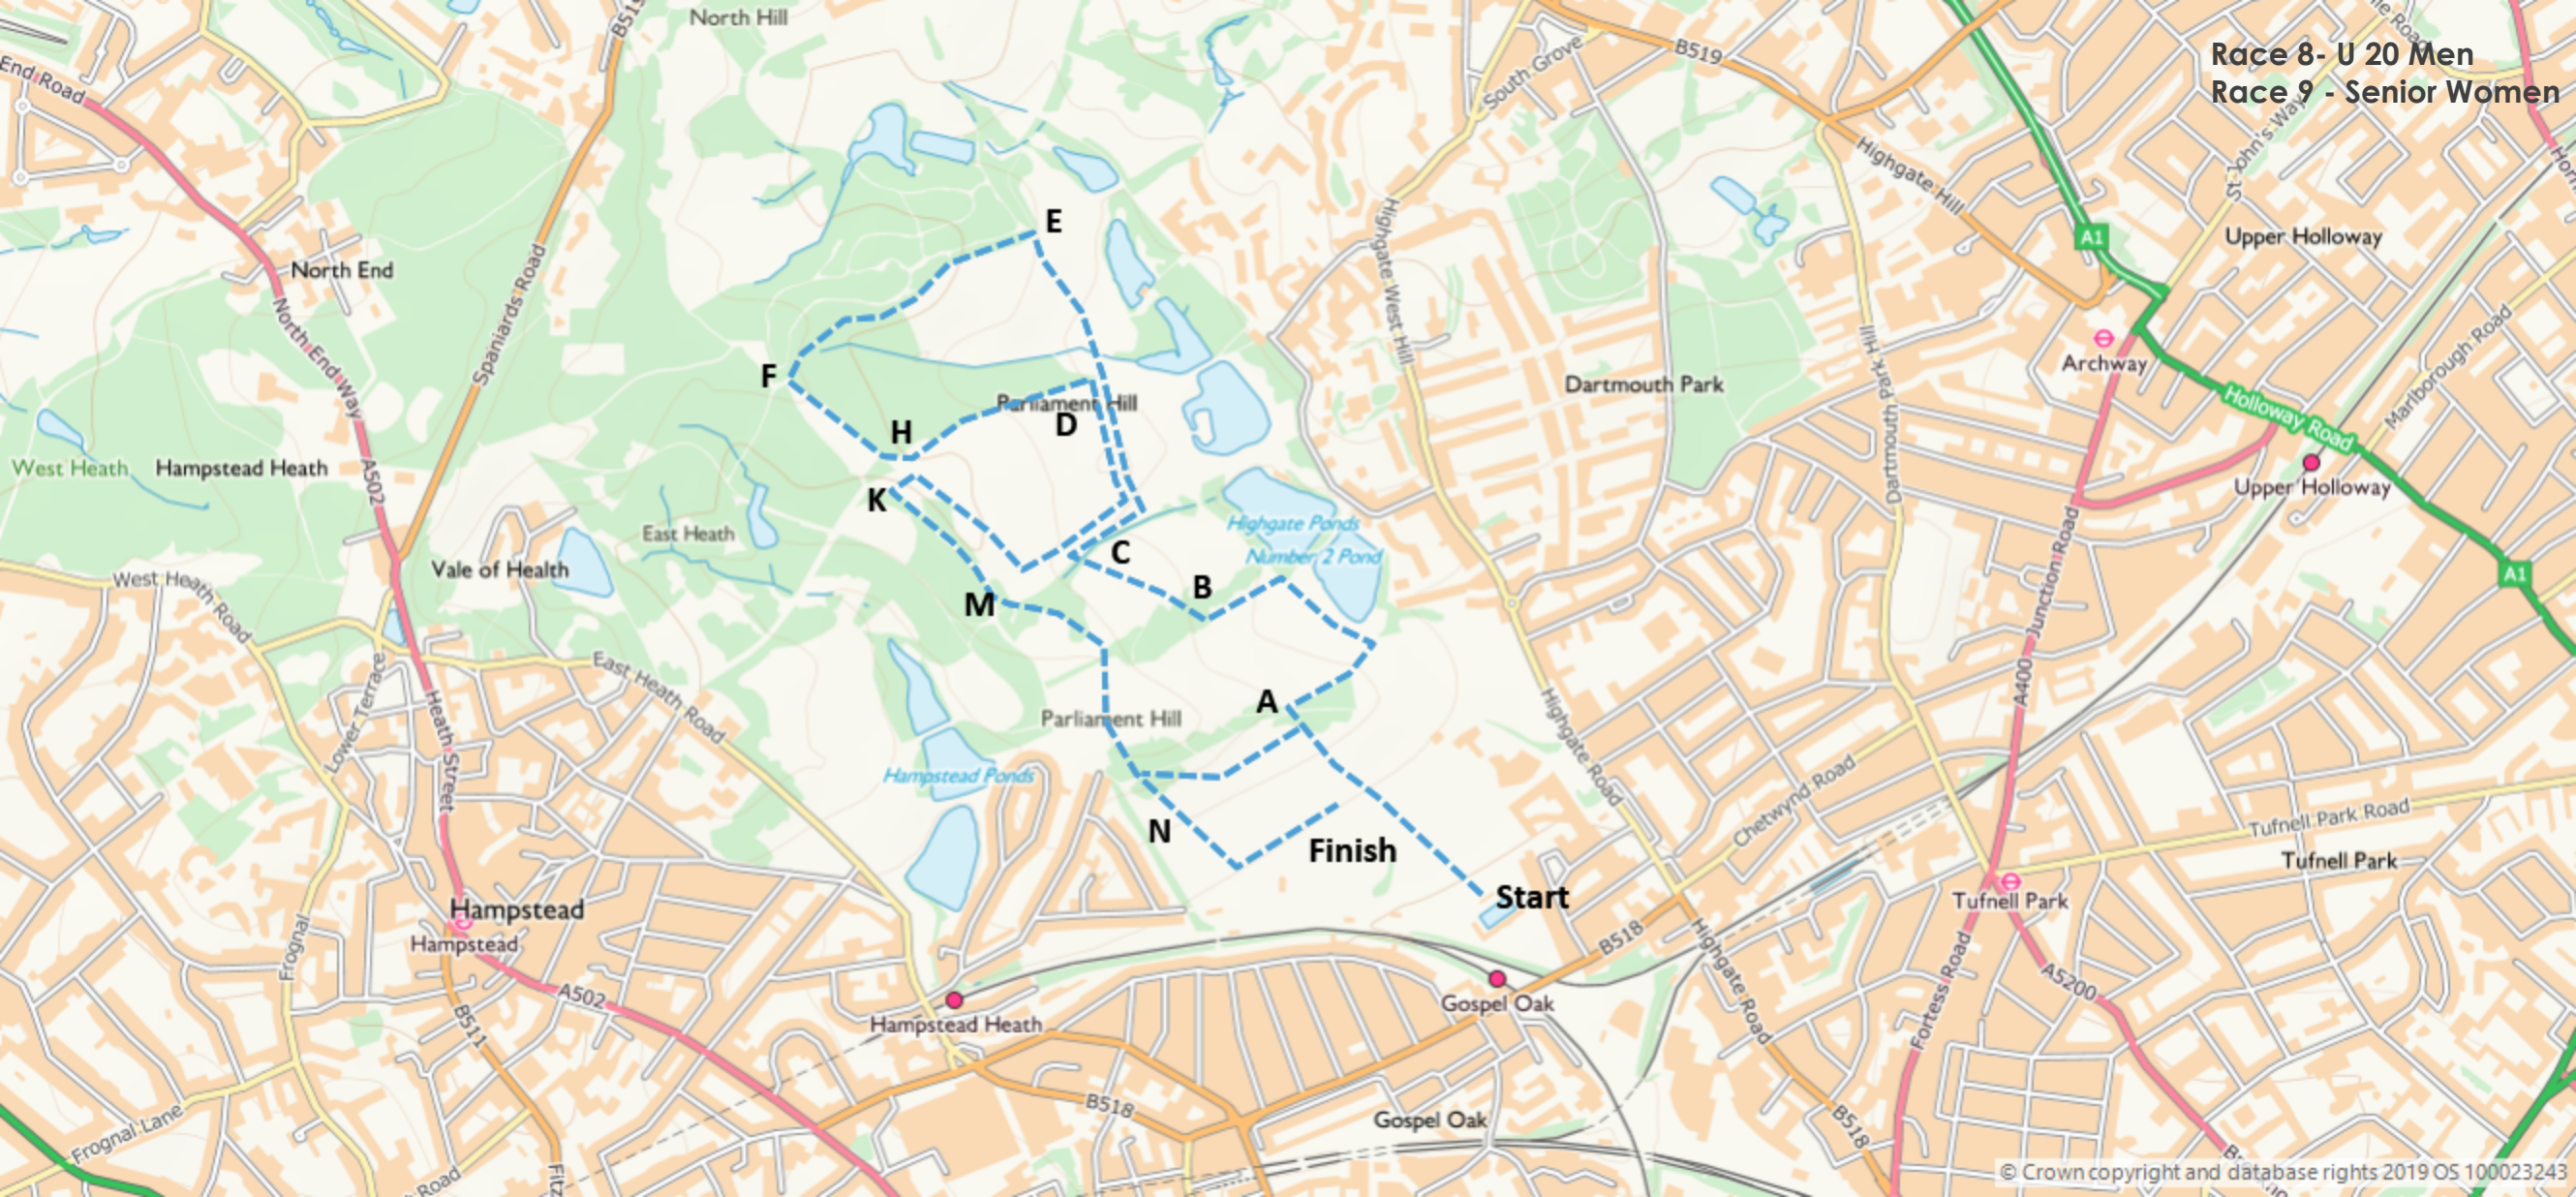 Race 8- U 20 Men
Race 9 - Senior Women
North Hill
B519
South Grove
B519
End Road
Highgate Hill
St John's Way
A1
Upper Holloway
North End
Spaniards Road
North End Way
Highgate West Hill
E
Archway
Dartmouth Park Hill
Dartmouth Park
Marlborough Road
Holloway Road
F
Parliament Hill
D
H
West Heath
Hampstead Heath
A502
K
Upper Holloway
Highgate Ponds
Number 2 Pond
East Heath
C
B
Vale of Health
West Heath Road
M
Junction Road
A1
A400
East Heath Road
Lower Terrace
Heath Street
A
Parliament Hill
Highgate Road
Hampstead Ponds
Chetwynd Road
N
Finish
Tufnell Park Road
Tufnell Park
Start
Tufnell Park
Hampstead
Hampstead
Frognal
B518
Highgate Road
Fortess Road
A5200
A502
B511
Hampstead Heath
Gospel Oak
Gospel Oak
B518
B518
Frognal Lane
Road
© Crown copyright and database rights 2019 OS 100023243